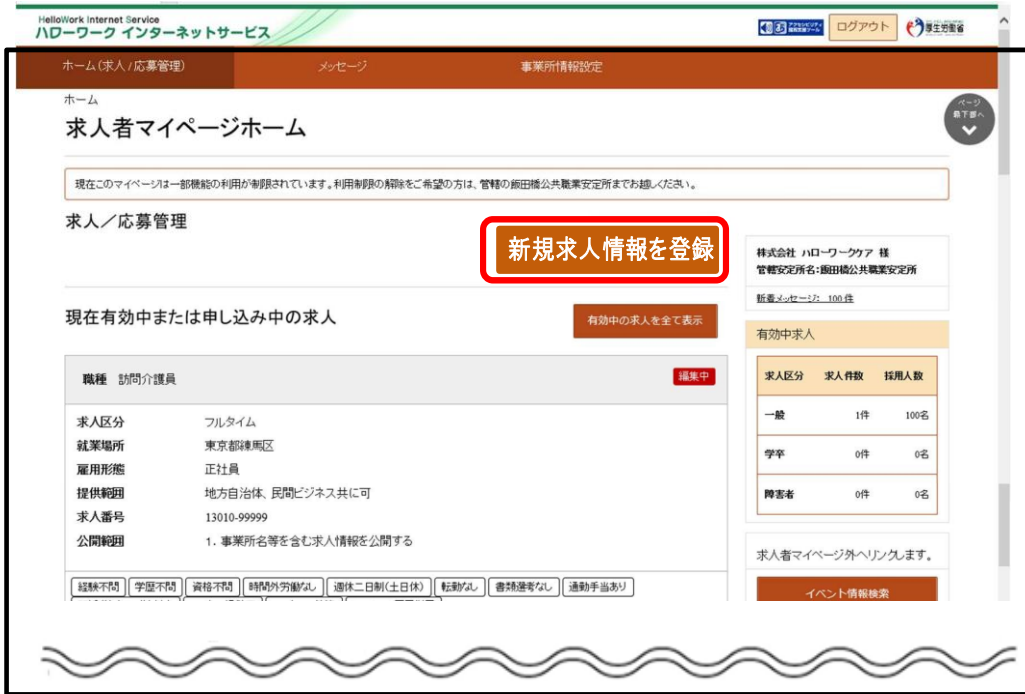 HelloWork Internet Service
ハローワーク インターネットサービス
ログアウト
厚生労働省
ホーム(求人/応募管理) メッセージ 事業所情報設定
ホーム
ページ
最下部へ
求人者マイページホーム
現在このマイページは一部機能の利用が制限されています。利用制限の解除をご希望の方は、管轄の飯田橋公共職業安定所までお越しください。
求人／応募管理
新規求人情報を登録
株式会社 ハローワークケア 様
管轄安定所名:飯田橋公共職業安定所
新着メッセージ: 100件
現在有効中または申し込み中の求人
有効中の求人を全て表示
有効中求人
職種 訪問介護員
編集中
求人区分 求人件数 採用人数
一般 1件 100名
学卒 0件 0名
障害者 0件 0名
求人区分 フルタイム
就業場所 東京都練馬区
雇用形態 正社員
提供範囲 地方自治体、民間ビジネス共に可
求人番号 13010-99999
公開範囲 1. 事業所名等を含む求人情報を公開する
求人者マイページ外へリンクします。
経験不問 学歴不問 資格不問 時間外労働なし 週休二日制(土日休) 転勤なし 書類選考なし 通勤手当あり
イベント情報検索